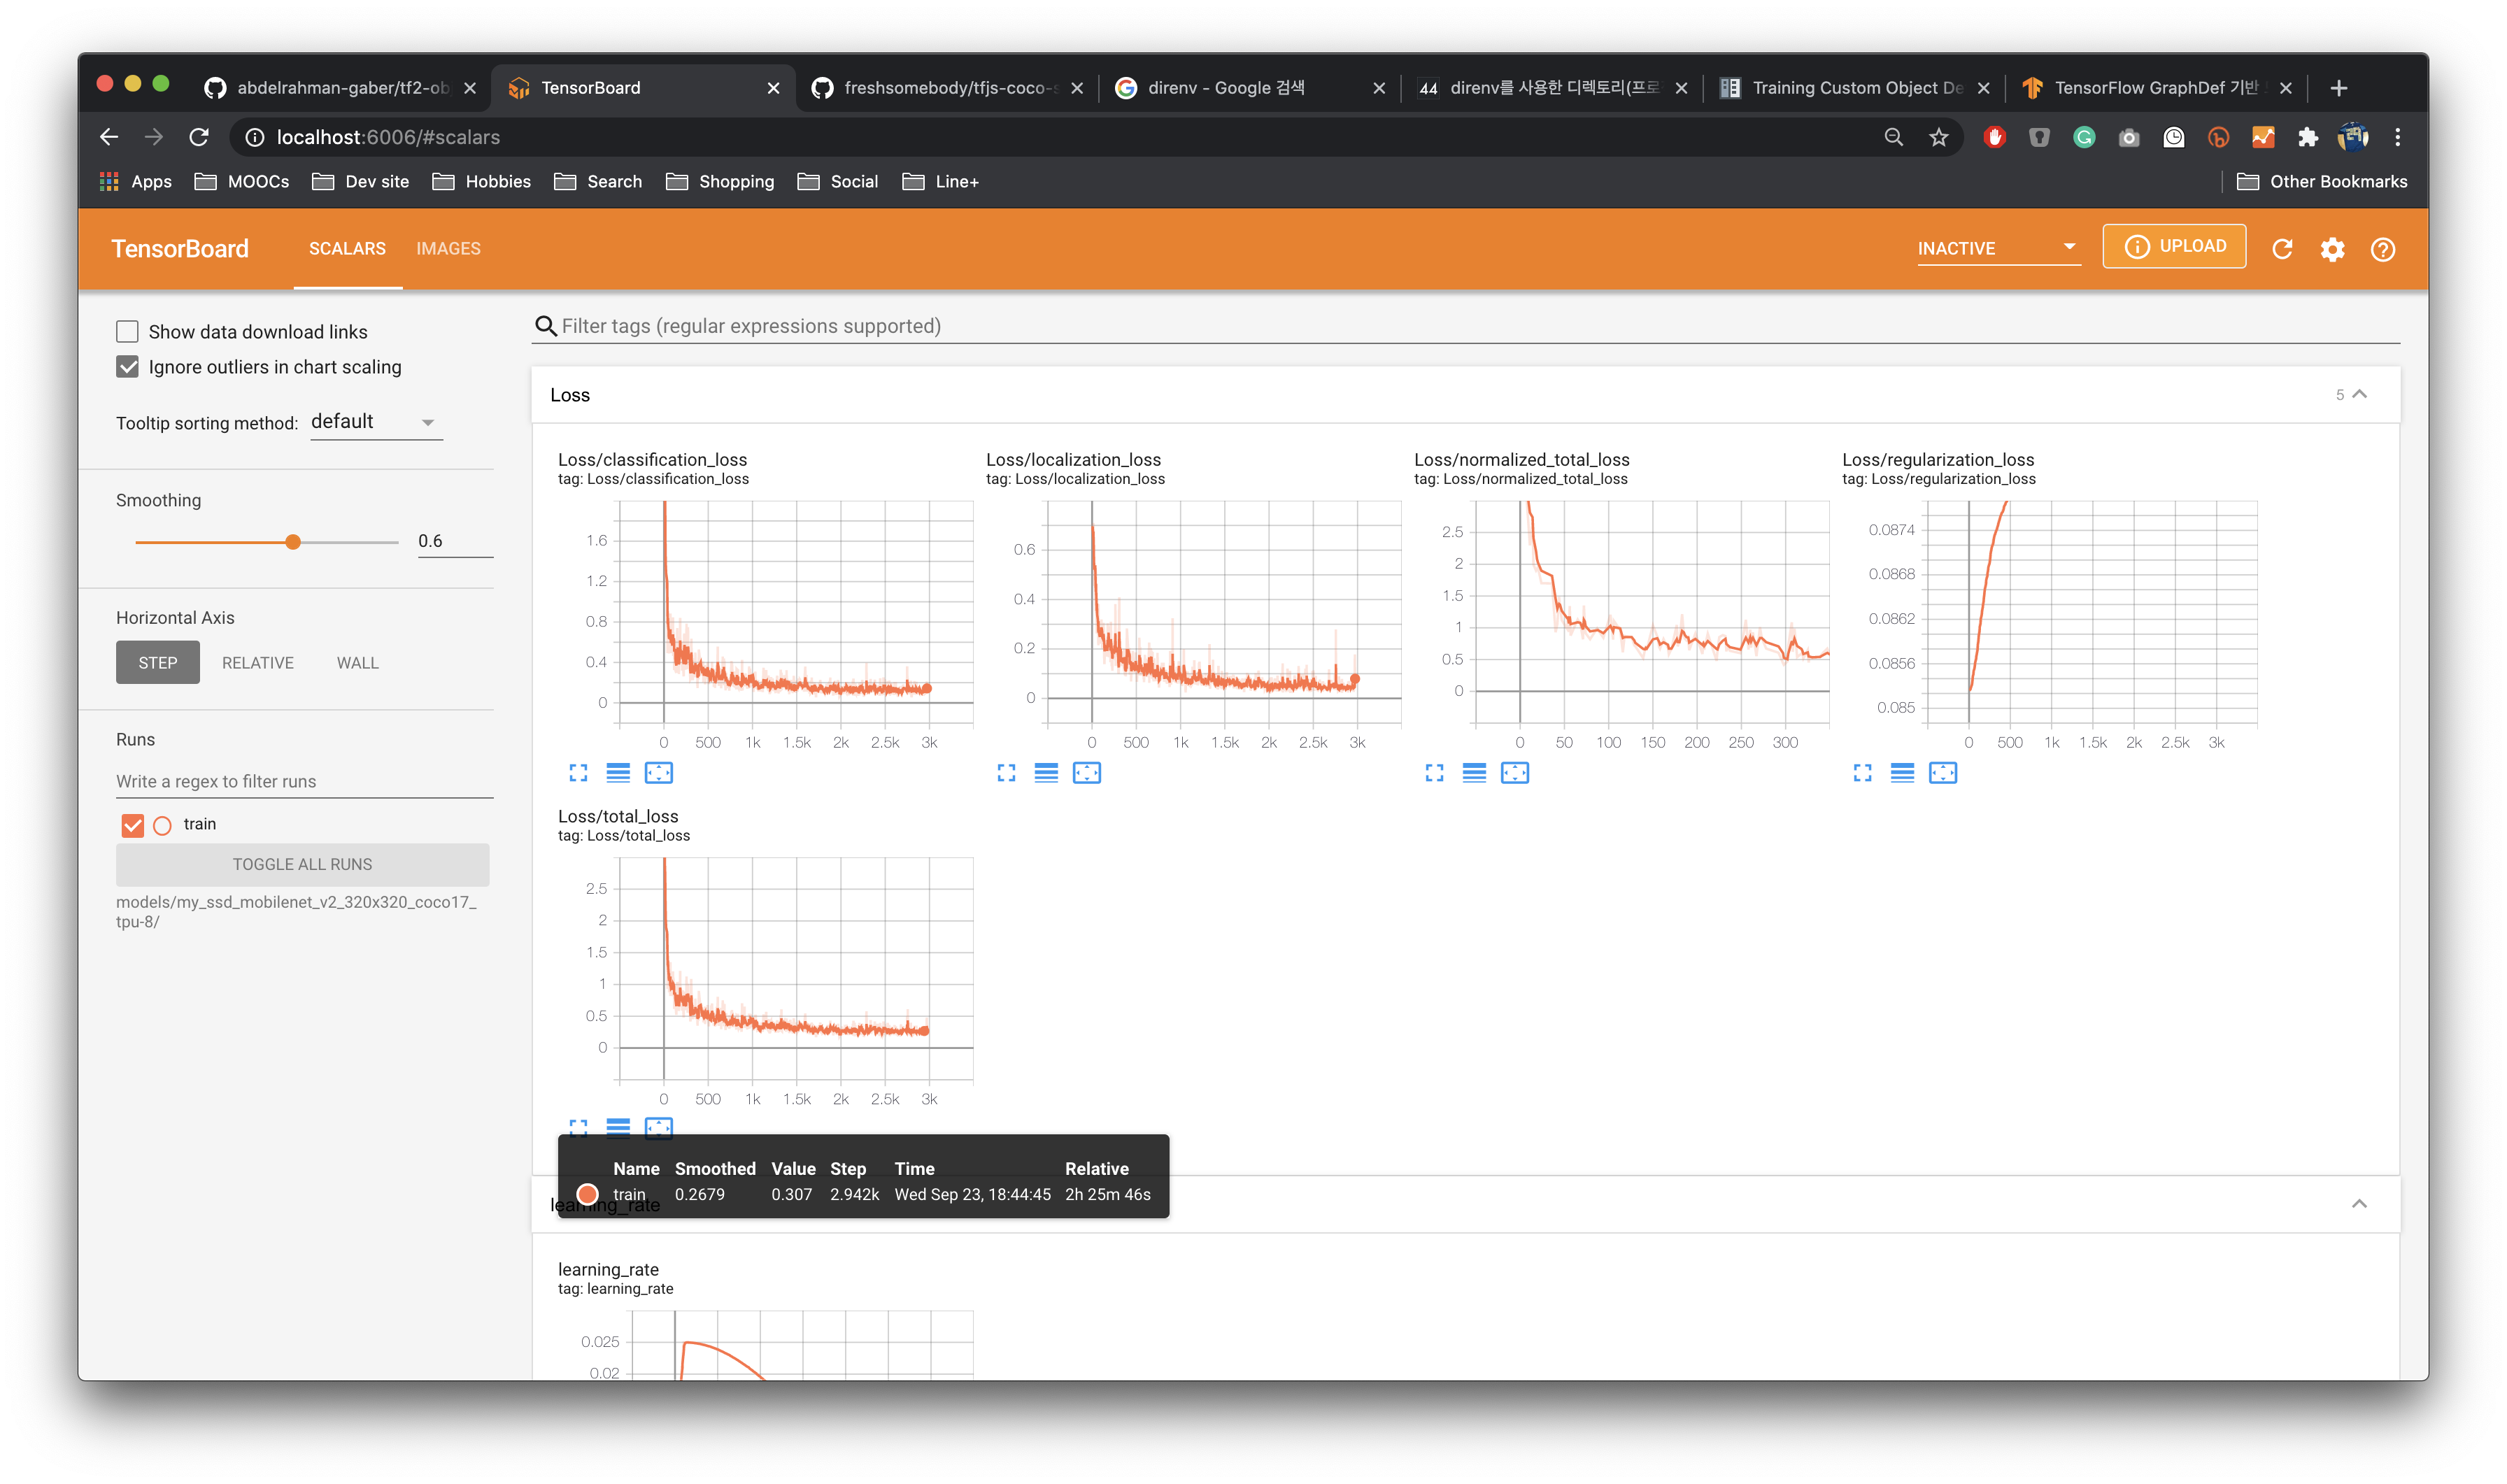 abdelrahman-gaber/tf2-ob
TensorBoard
freshsomebody/tfjs-coco-s
direnv - Google 검색
44 direnv를 사용한 디렉토리(프로
Training Custom Object De
TensorFlow GraphDef 기반
localhost:6006/#scalars
Apps MOOCs Dev site Hobbies Search Shopping Social Line+ Other Bookmarks
TensorBoard SCALARS IMAGES INACTIVE UPLOAD
Show data download links
Ignore outliers in chart scaling
Tooltip sorting method: default
Smoothing
0.6
Horizontal Axis
STEP RELATIVE WALL
Runs
Write a regex to filter runs
train
TOGGLE ALL RUNS
models/my_ssd_mobilenet_v2_320x320_coco17_
tpu-8/
Filter tags (regular expressions supported)
Loss 5
Loss/classification_loss
tag: Loss/classification_loss
1.6
1.2
0.8
0.4
0
0 500 1k 1.5k 2k 2.5k 3k
Loss/localization_loss
tag: Loss/localization_loss
0.6
0.4
0.2
0
0 500 1k 1.5k 2k 2.5k 3k
Loss/normalized_total_loss
tag: Loss/normalized_total_loss
2.5
2
1.5
1
0.5
0
0 50 100 150 200 250 300
Loss/regularization_loss
tag: Loss/regularization_loss
0.0874
0.0868
0.0862
0.0856
0.085
0 500 1k 1.5k 2k 2.5k 3k
Loss/total_loss
tag: Loss/total_loss
2.5
2
1.5
1
0.5
0
0 500 1k 1.5k 2k 2.5k 3k
Name Smoothed Value Step Time Relative
train 0.2679 0.307 2.942k Wed Sep 23, 18:44:45 2h 25m 46s
learning_rate
learning_rate
tag: learning_rate
0.025
0.02